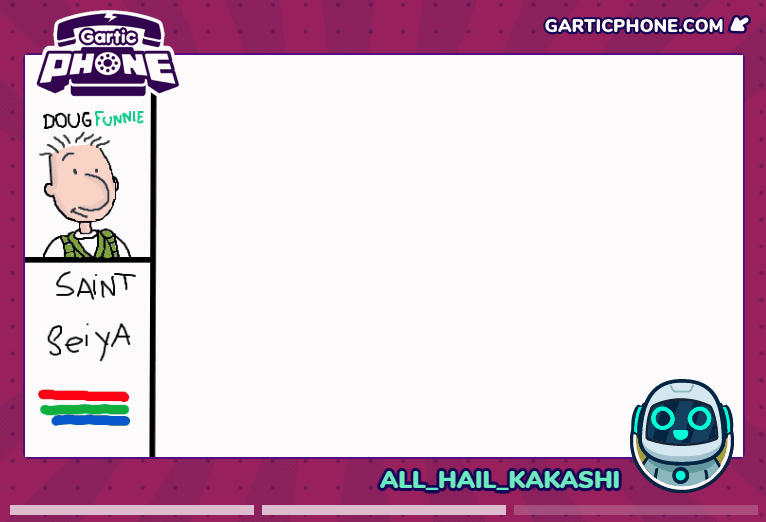 Gartic
PHONE
GARTICPHONE.COM
DOUG FUNNIE
SAINT
SEIYA
ALL_HAIL_KAKASHI